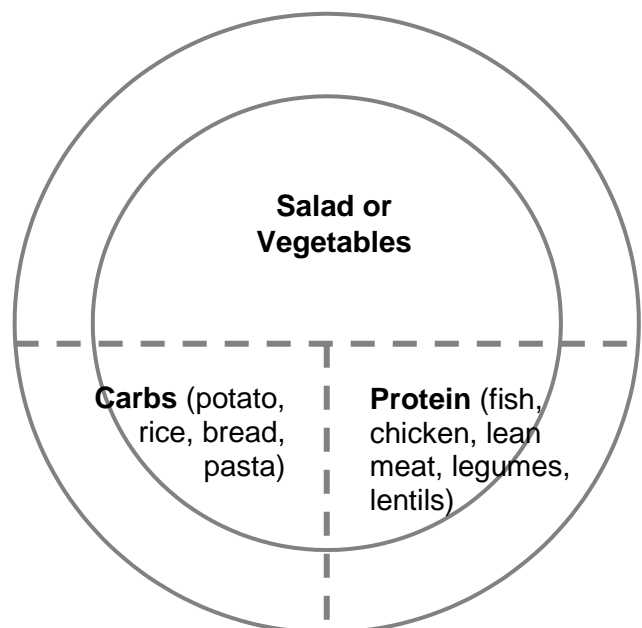 Salad or
Vegetables
Carbs (potato,
rice, bread,
pasta)
Protein (fish,
chicken, lean
meat, legumes,
lentils)